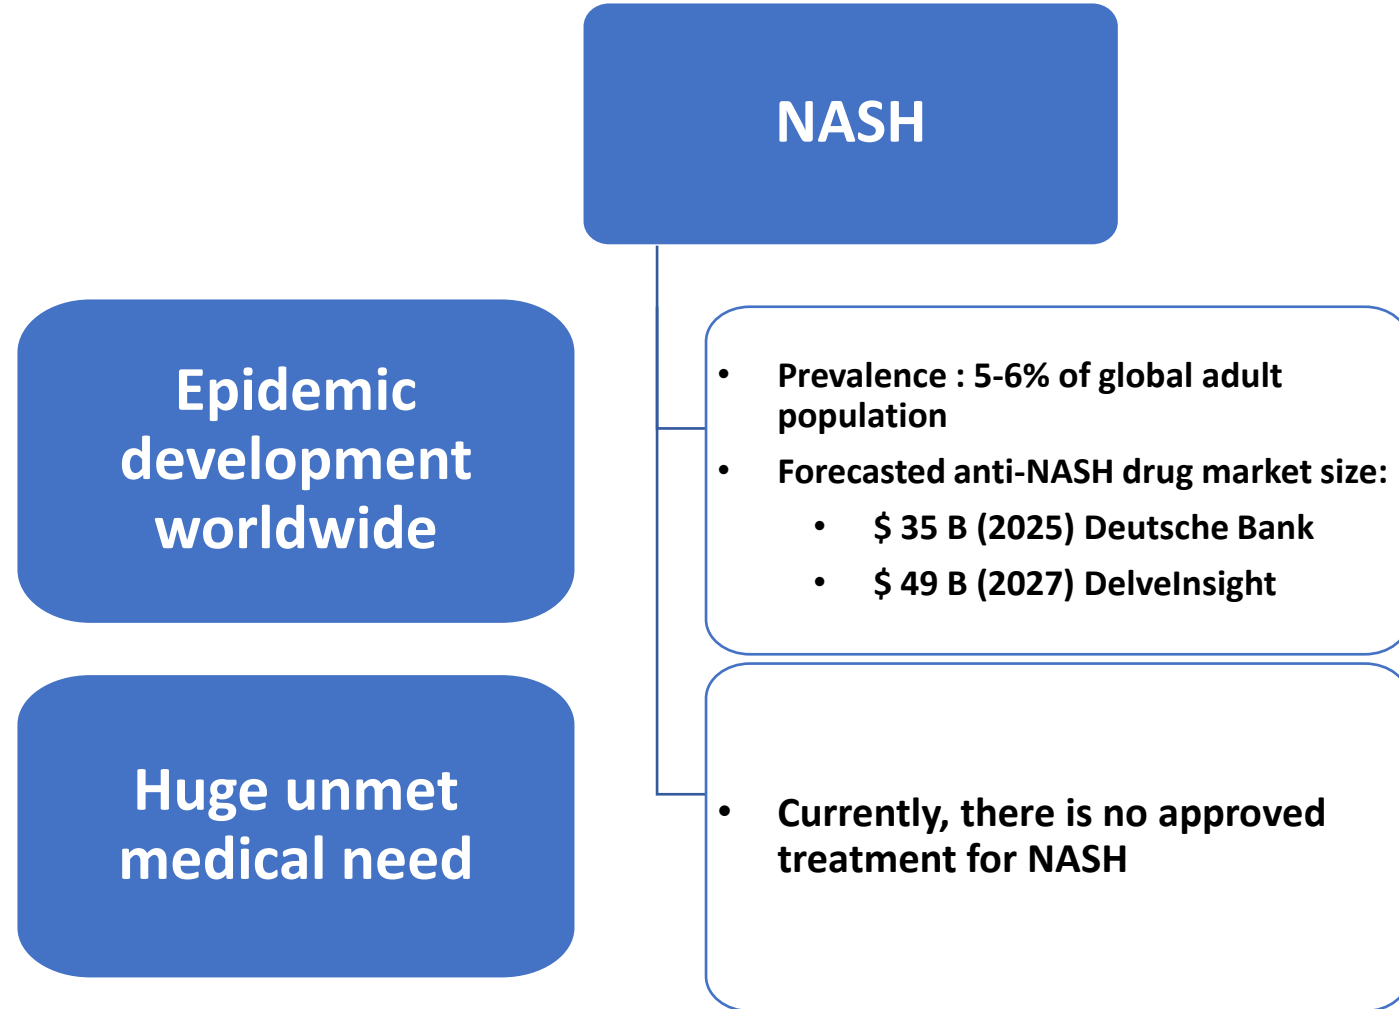 NASH
Epidemic
development
worldwide
• Prevalence : 5-6% of global adult
population
• Forecasted anti-NASH drug market size:
• $ 35 B (2025) Deutsche Bank
• $ 49 B (2027) DelveInsight
Huge unmet
medical need
• Currently, there is no approved
treatment for NASH